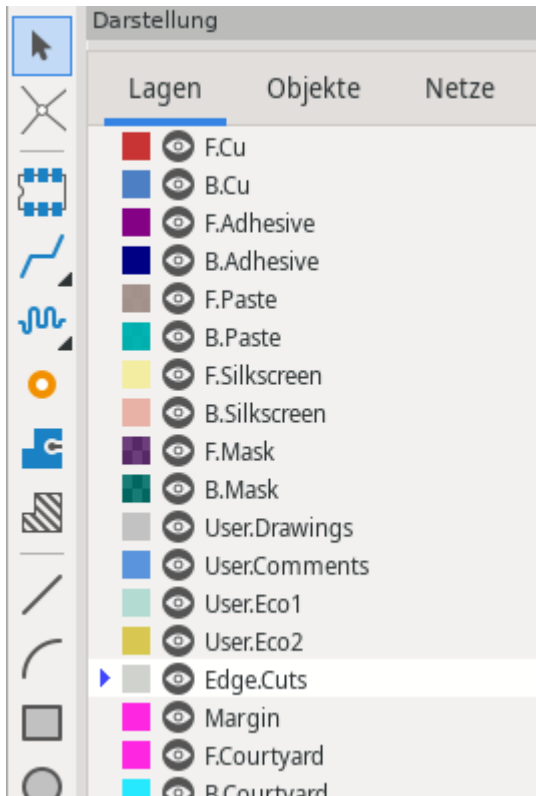 Darstellung
Lagen Objekte Netze
F.Cu
B.Cu
F.Adhesive
B.Adhesive
F.Paste
B.Paste
F.Silkscreen
B.Silkscreen
F.Mask
B.Mask
User.Drawings
User.Comments
User.Eco1
User.Eco2
Edge.Cuts
Margin
F.Courtyard
B.Courtyard